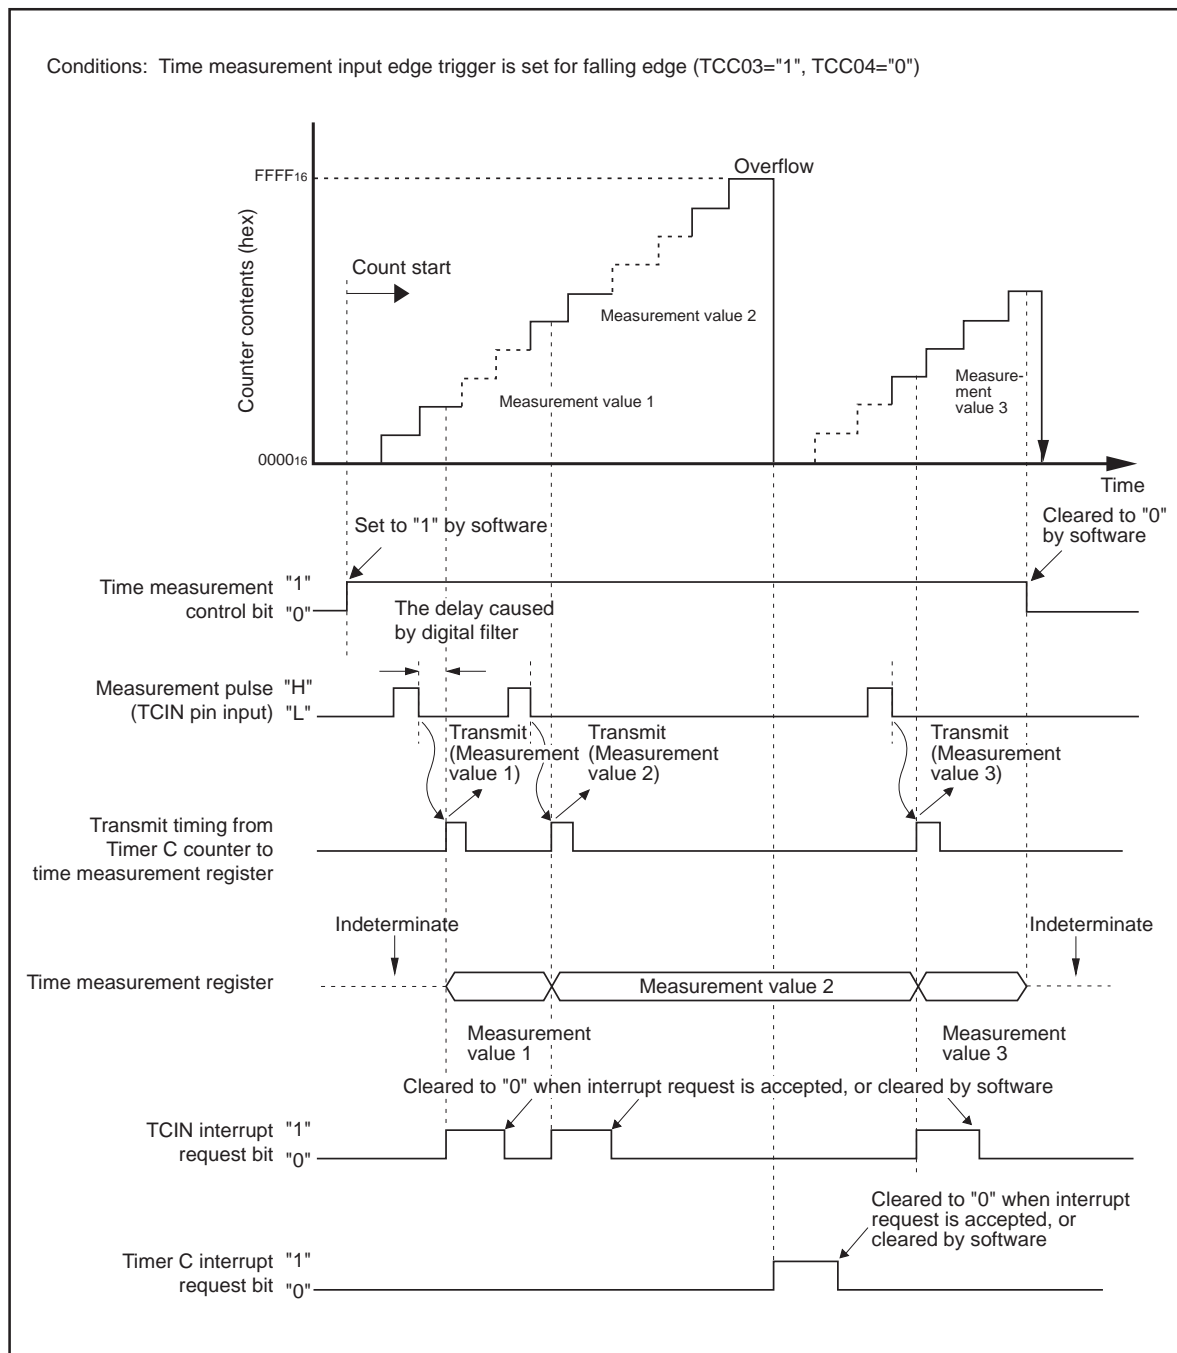 Conditions:  Time measurement input edge trigger is set for falling edge (TCC03="1", TCC04="0")
Overflow
FFFF16
Counter contents (hex)
Count start
Measurement value 2
Measurement value 1
Measure-
ment
value 3
000016
Time
Set to "1" by software
Cleared to "0"
by software
Time measurement
control bit
"1"
"0"
The delay caused
by digital filter
Measurement pulse
(TCIN pin input)
"H"
"L"
Transmit
(Measurement
value 1)
Transmit
(Measurement
value 2)
Transmit
(Measurement
value 3)
Transmit timing from
Timer C counter to
time measurement register
Indeterminate
Indeterminate
Time measurement register
Measurement value 2
Measurement
value 1
Measurement
value 3
Cleared to "0" when interrupt request is accepted, or cleared by software
TCIN interrupt
request bit
"1"
"0"
Cleared to "0" when interrupt
request is accepted, or
cleared by software
Timer C interrupt
request bit
"1"
"0"